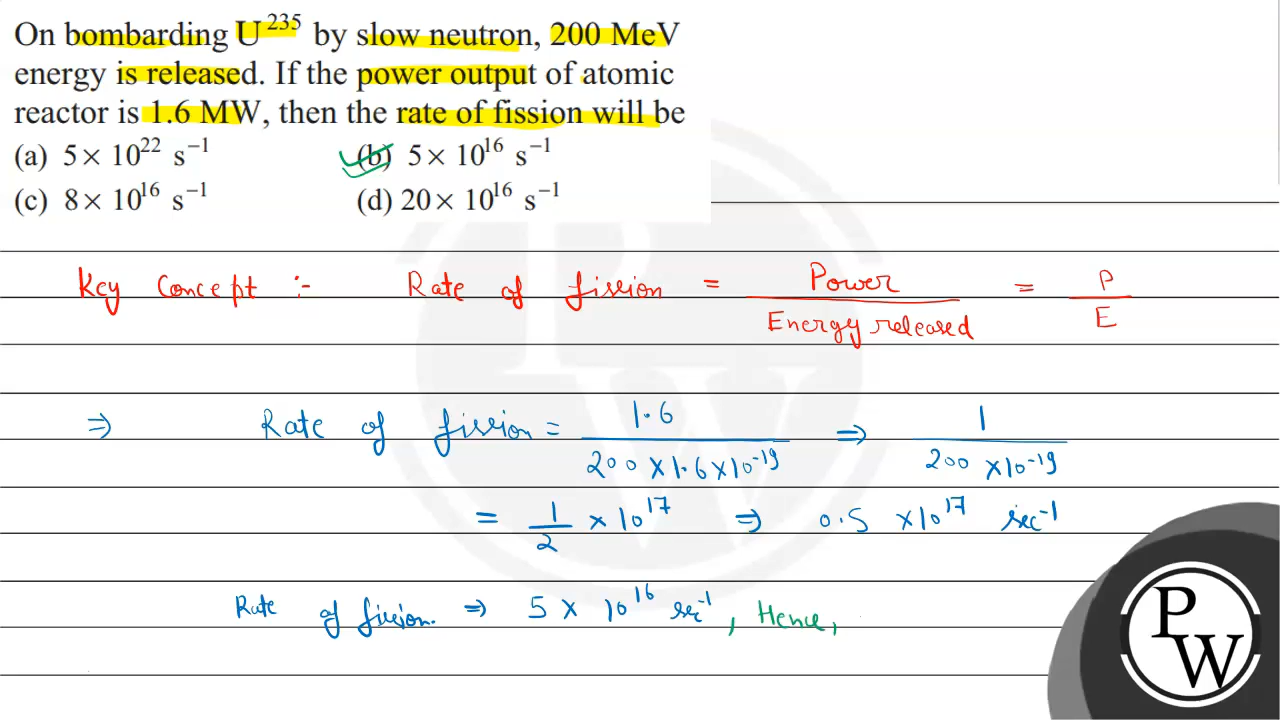 On bombarding U²³⁵ by slow neutron, 200 MeV
energy is released. If the power output of atomic
reactor is 1.6 MW, then the rate of fission will be
(a) 5 × 10²² s⁻¹ (b) 5 × 10¹⁶ s⁻¹
(c) 8 × 10¹⁶ s⁻¹ (d) 20 × 10¹⁶ s⁻¹
Key Concept :- Rate of fission = Power / Energy released = P / E
⇒ Rate of fission = 1.6 / 200 × 1.6 × 10⁻¹⁹ ⇒ 1 / 200 × 10⁻¹⁹
= 1/2 × 10¹⁷ ⇒ 0.5 × 10¹⁷ sec⁻¹
Rate of fission. ⇒ 5 × 10¹⁶ sec⁻¹, Hence,
PW